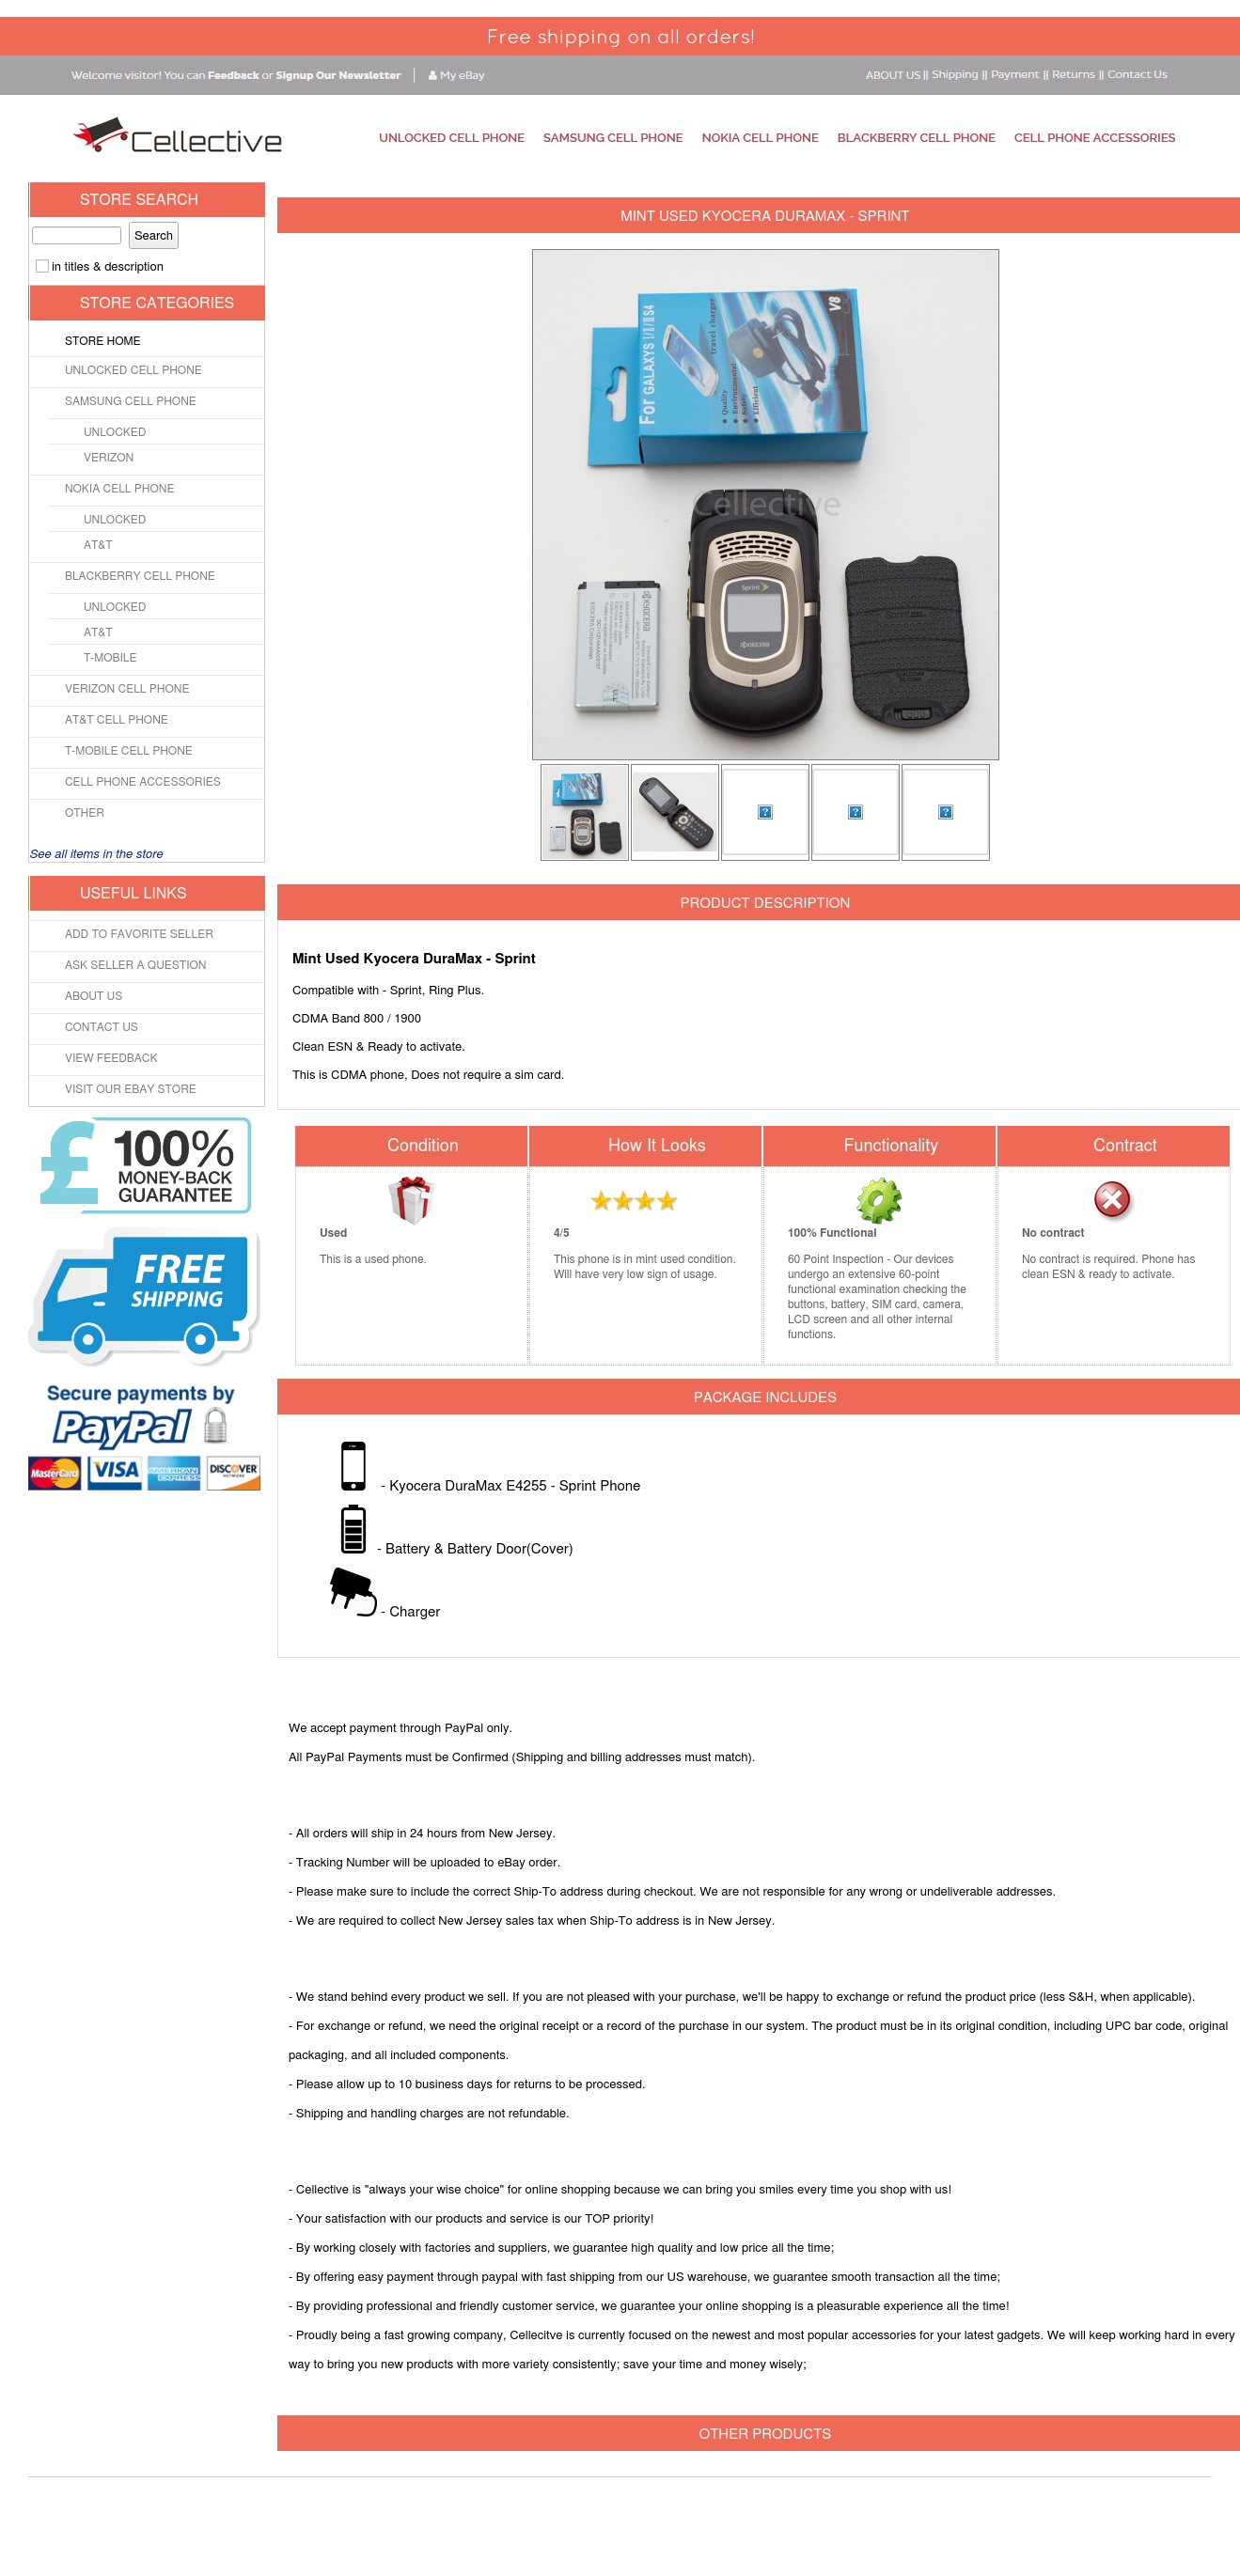 Free shipping on all orders!
Welcome visitor! You can Feedback or Signup Our Newsletter | My eBay
ABOUT US || Shipping || Payment || Returns || Contact Us
Cellective
UNLOCKED CELL PHONE SAMSUNG CELL PHONE NOKIA CELL PHONE BLACKBERRY CELL PHONE CELL PHONE ACCESSORIES
STORE SEARCH
Search
in titles & description
STORE CATEGORIES
STORE HOME
UNLOCKED CELL PHONE
SAMSUNG CELL PHONE
UNLOCKED
VERIZON
NOKIA CELL PHONE
UNLOCKED
AT&T
BLACKBERRY CELL PHONE
UNLOCKED
AT&T
T-MOBILE
VERIZON CELL PHONE
AT&T CELL PHONE
T-MOBILE CELL PHONE
CELL PHONE ACCESSORIES
OTHER
See all items in the store
USEFUL LINKS
ADD TO FAVORITE SELLER
ASK SELLER A QUESTION
ABOUT US
CONTACT US
VIEW FEEDBACK
VISIT OUR EBAY STORE
£ 100%
MONEY-BACK
GUARANTEE
FREE
SHIPPING
Secure payments by
PayPal
MasterCard VISA AMERICAN EXPRESS DISCOVER
NETWORK
MINT USED KYOCERA DURAMAX - SPRINT
For GALAXYS I/I/IIS4
travel charger
V8
Quality
Environmental
Safety
Efficient
Cellective
Sprint
KYOCERA
KYOCERA
KYOCERA Corporation
Sprint
PRODUCT DESCRIPTION
Mint Used Kyocera DuraMax - Sprint
Compatible with - Sprint, Ring Plus.
CDMA Band 800 / 1900
Clean ESN & Ready to activate.
This is CDMA phone, Does not require a sim card.
Condition
Used
This is a used phone.
How It Looks
4/5
This phone is in mint used condition.
Will have very low sign of usage.
Functionality
100% Functional
60 Point Inspection - Our devices
undergo an extensive 60-point
functional examination checking the
buttons, battery, SIM card, camera,
LCD screen and all other internal
functions.
Contract
No contract
No contract is required. Phone has
clean ESN & ready to activate.
PACKAGE INCLUDES
- Kyocera DuraMax E4255 - Sprint Phone
- Battery & Battery Door(Cover)
- Charger
We accept payment through PayPal only.
All PayPal Payments must be Confirmed (Shipping and billing addresses must match).
- All orders will ship in 24 hours from New Jersey.
- Tracking Number will be uploaded to eBay order.
- Please make sure to include the correct Ship-To address during checkout. We are not responsible for any wrong or undeliverable addresses.
- We are required to collect New Jersey sales tax when Ship-To address is in New Jersey.
- We stand behind every product we sell. If you are not pleased with your purchase, we'll be happy to exchange or refund the product price (less S&H, when applicable).
- For exchange or refund, we need the original receipt or a record of the purchase in our system. The product must be in its original condition, including UPC bar code, original
packaging, and all included components.
- Please allow up to 10 business days for returns to be processed.
- Shipping and handling charges are not refundable.
- Cellective is "always your wise choice" for online shopping because we can bring you smiles every time you shop with us!
- Your satisfaction with our products and service is our TOP priority!
- By working closely with factories and suppliers, we guarantee high quality and low price all the time;
- By offering easy payment through paypal with fast shipping from our US warehouse, we guarantee smooth transaction all the time;
- By providing professional and friendly customer service, we guarantee your online shopping is a pleasurable experience all the time!
- Proudly being a fast growing company, Cellecitve is currently focused on the newest and most popular accessories for your latest gadgets. We will keep working hard in every
way to bring you new products with more variety consistently; save your time and money wisely;
OTHER PRODUCTS